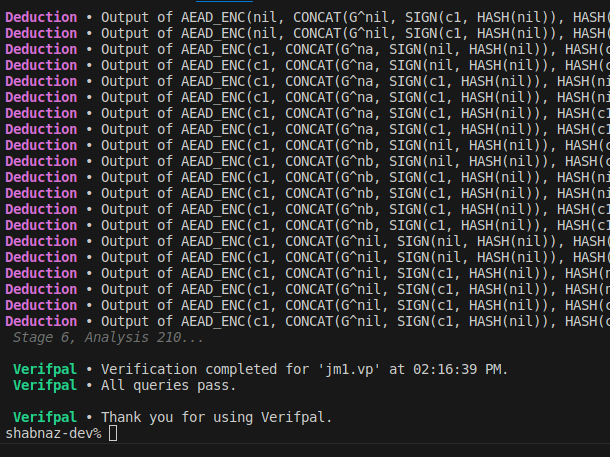 Deduction • Output of AEAD_ENC(nil, CONCAT(G^nil, SIGN(c1, HASH(nil)), HASH(
Deduction • Output of AEAD_ENC(nil, CONCAT(G^nil, SIGN(c1, HASH(nil)), HASH(
Deduction • Output of AEAD_ENC(c1, CONCAT(G^na, SIGN(nil, HASH(nil)), HASH(c
Deduction • Output of AEAD_ENC(c1, CONCAT(G^na, SIGN(nil, HASH(nil)), HASH(c
Deduction • Output of AEAD_ENC(c1, CONCAT(G^na, SIGN(c1, HASH(nil)), HASH(ni
Deduction • Output of AEAD_ENC(c1, CONCAT(G^na, SIGN(c1, HASH(nil)), HASH(ni
Deduction • Output of AEAD_ENC(c1, CONCAT(G^na, SIGN(c1, HASH(nil)), HASH(c1
Deduction • Output of AEAD_ENC(c1, CONCAT(G^na, SIGN(c1, HASH(nil)), HASH(c1
Deduction • Output of AEAD_ENC(c1, CONCAT(G^nb, SIGN(nil, HASH(nil)), HASH(c
Deduction • Output of AEAD_ENC(c1, CONCAT(G^nb, SIGN(nil, HASH(nil)), HASH(c
Deduction • Output of AEAD_ENC(c1, CONCAT(G^nb, SIGN(c1, HASH(nil)), HASH(ni
Deduction • Output of AEAD_ENC(c1, CONCAT(G^nb, SIGN(c1, HASH(nil)), HASH(ni
Deduction • Output of AEAD_ENC(c1, CONCAT(G^nb, SIGN(c1, HASH(nil)), HASH(c1
Deduction • Output of AEAD_ENC(c1, CONCAT(G^nb, SIGN(c1, HASH(nil)), HASH(c1
Deduction • Output of AEAD_ENC(c1, CONCAT(G^nil, SIGN(nil, HASH(nil)), HASH(
Deduction • Output of AEAD_ENC(c1, CONCAT(G^nil, SIGN(nil, HASH(nil)), HASH(
Deduction • Output of AEAD_ENC(c1, CONCAT(G^nil, SIGN(c1, HASH(nil)), HASH(n
Deduction • Output of AEAD_ENC(c1, CONCAT(G^nil, SIGN(c1, HASH(nil)), HASH(n
Deduction • Output of AEAD_ENC(c1, CONCAT(G^nil, SIGN(c1, HASH(nil)), HASH(c
Deduction • Output of AEAD_ENC(c1, CONCAT(G^nil, SIGN(c1, HASH(nil)), HASH(c
Stage 6, Analysis 210...
Verifpal • Verification completed for 'jm1.vp' at 02:16:39 PM.
Verifpal • All queries pass.
Verifpal • Thank you for using Verifpal.
shabnaz-dev%